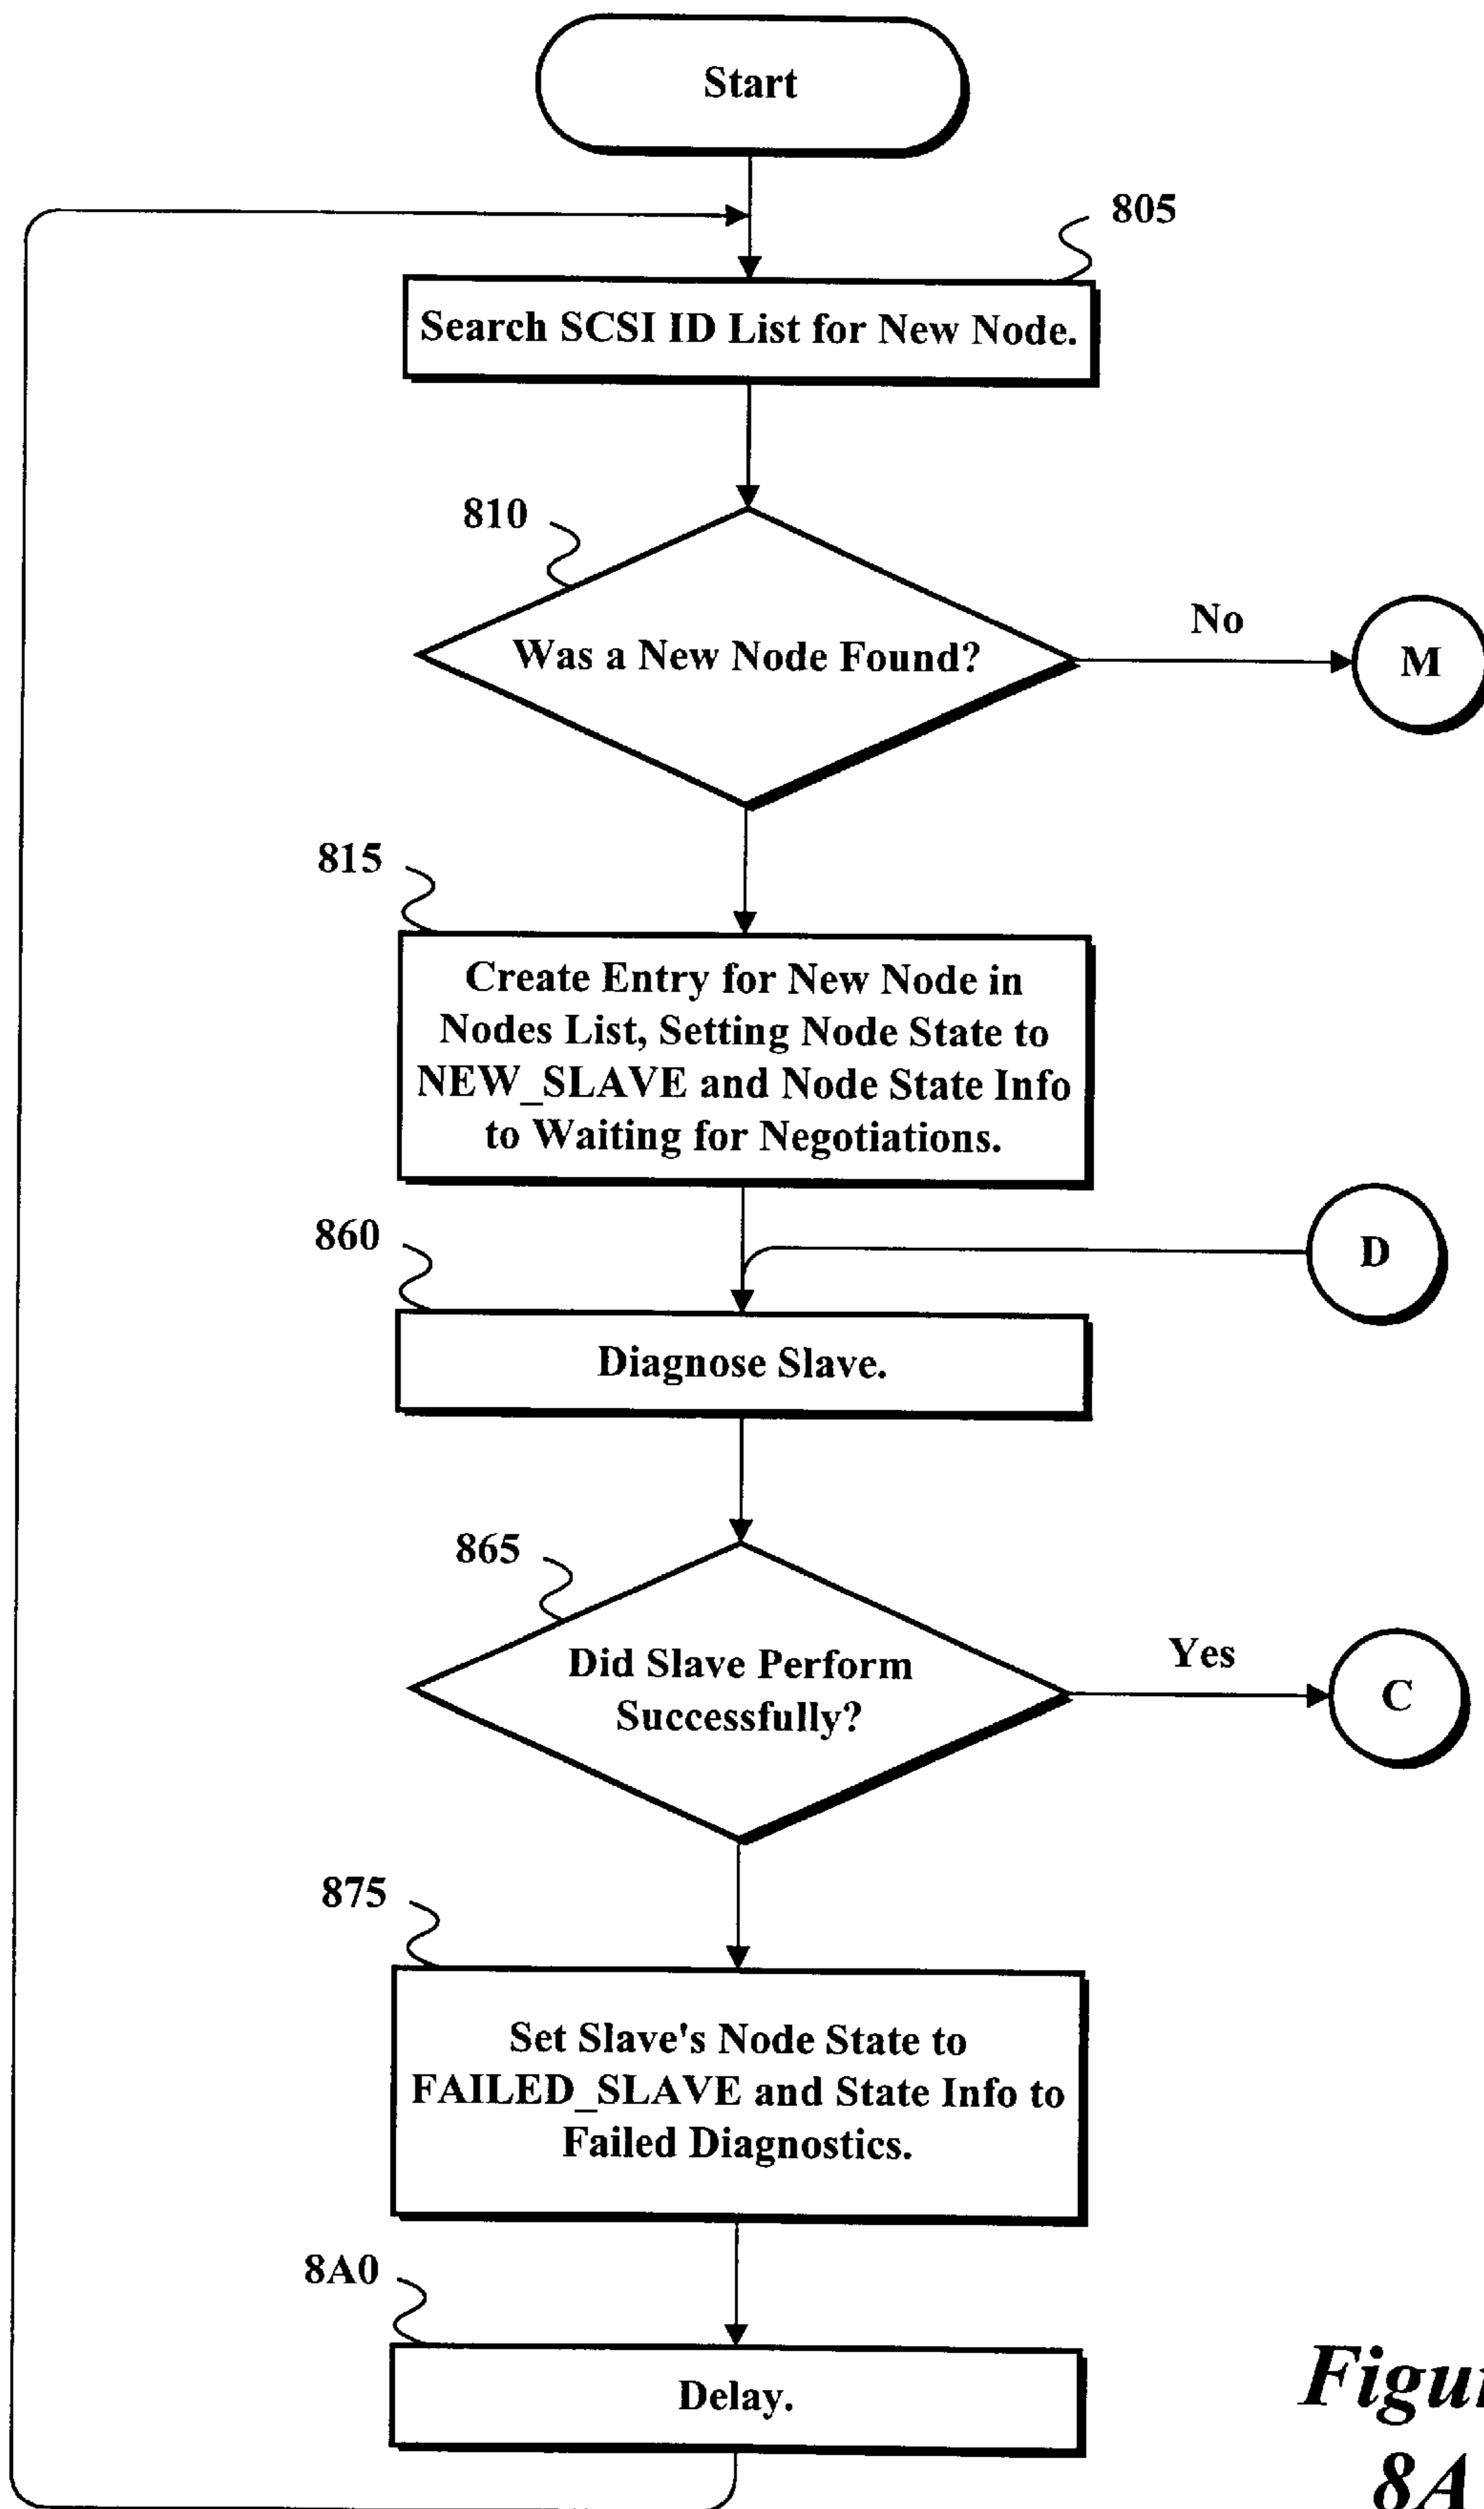 Start
805
Search SCSI ID List for New Node.
810
Was a New Node Found?
No
M
815
Create Entry for New Node in
Nodes List, Setting Node State to
NEW_SLAVE and Node State Info
to Waiting for Negotiations.
860
D
Diagnose Slave.
865
Did Slave Perform
Successfully?
Yes
C
875
Set Slave's Node State to
FAILED_SLAVE and State Info to
Failed Diagnostics.
8A0
Delay.
8A